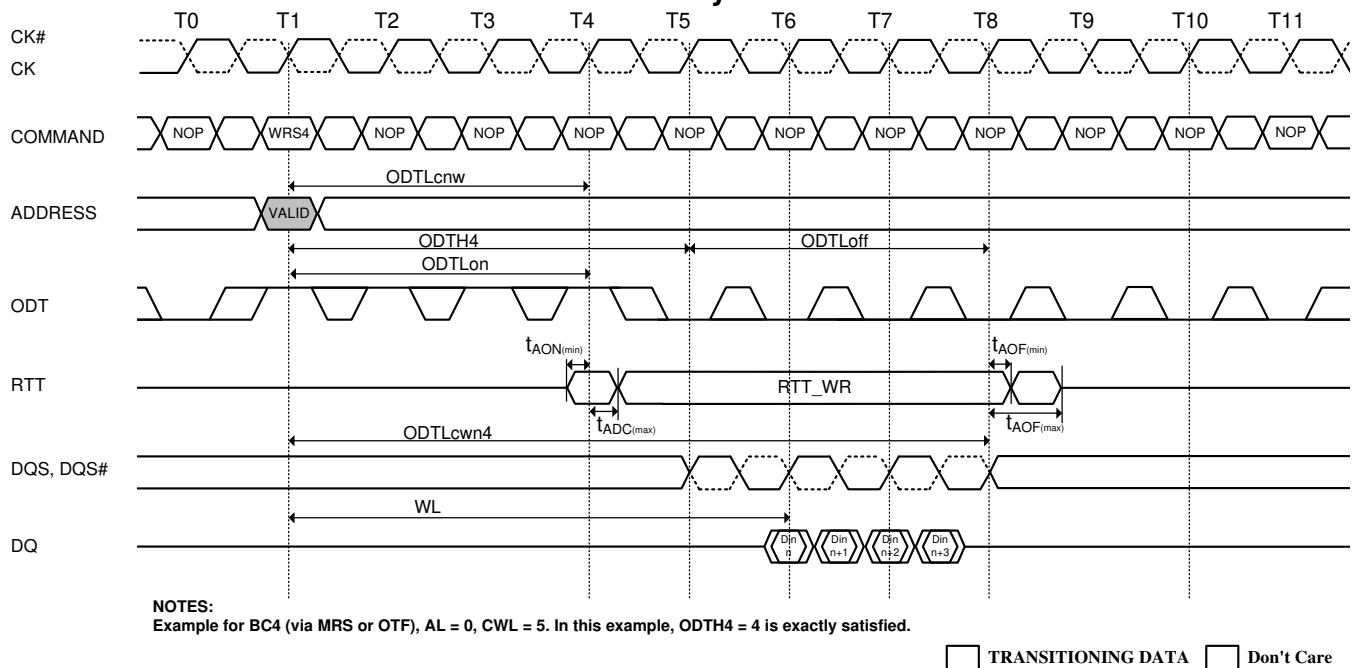 T0 T1 T2 T3 T4 T5 T6 T7 T8 T9 T10 T11
CK#
CK
COMMAND NOP WRS4 NOP NOP NOP NOP NOP NOP NOP NOP NOP NOP
ODTLcnw
ADDRESS VALID
ODTH4 ODTLoff
ODTLon
ODT
tAON(min) tAOF(min)
RTT RTT_WR
tADC(max) tAOF(max)
ODTLcwn4
DQS, DQS#
WL
DQ Din n Din n+1 Din n+2 Din n+3
NOTES:
Example for BC4 (via MRS or OTF), AL = 0, CWL = 5. In this example, ODTH4 = 4 is exactly satisfied.
TRANSITIONING DATA Don't Care